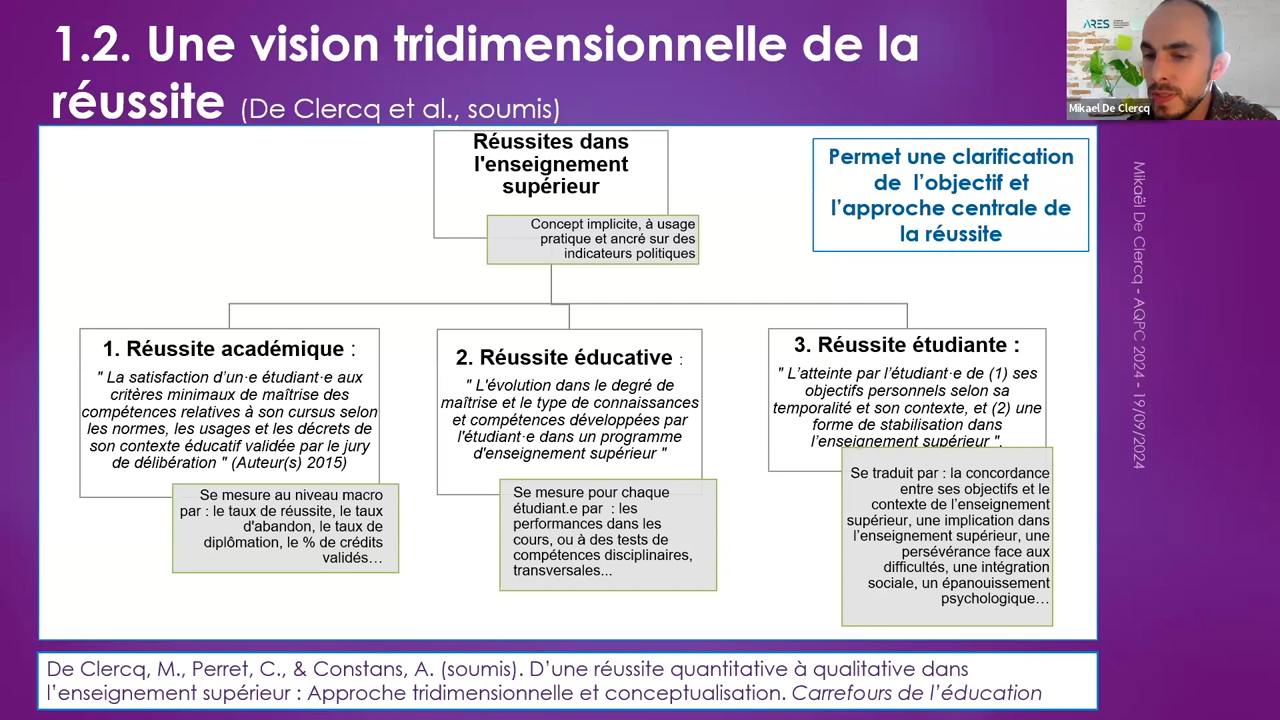 1.2. Une vision tridimensionnelle de la
réussite (De Clercq et al., soumis)
ARES
Mikael De Clercq
Réussites dans
l'enseignement
supérieur
Concept implicite, à usage
pratique et ancré sur des
indicateurs politiques
Permet une clarification
de l’objectif et
l’approche centrale de
la réussite
1. Réussite académique :
" La satisfaction d’un·e étudiant·e aux
critères minimaux de maîtrise des
compétences relatives à son cursus selon
les normes, les usages et les décrets de
son contexte éducatif validée par le jury
de délibération " (Auteur(s) 2015)
Se mesure au niveau macro
par : le taux de réussite, le taux
d'abandon, le taux de
diplômation, le % de crédits
validés…
2. Réussite éducative :
" L'évolution dans le degré de
maîtrise et le type de connaissances
et compétences développées par
l'étudiant·e dans un programme
d'enseignement supérieur "
Se mesure pour chaque
étudiant.e par : les
performances dans les
cours, ou à des tests de
compétences disciplinaires,
transversales...
3. Réussite étudiante :
" L’atteinte par l’étudiant·e de (1) ses
objectifs personnels selon sa
temporalité et son contexte, et (2) une
forme de stabilisation dans
l’enseignement supérieur ".
Se traduit par : la concordance
entre ses objectifs et le
contexte de l’enseignement
supérieur, une implication dans
l’enseignement supérieur, une
persévérance face aux
difficultés, une intégration
sociale, un épanouissement
psychologique…
Mikaël De Clercq - AQPC 2024 - 19/09/2024
De Clercq, M., Perret, C., & Constans, A. (soumis). D’une réussite quantitative à qualitative dans
l’enseignement supérieur : Approche tridimensionnelle et conceptualisation. Carrefours de l’éducation